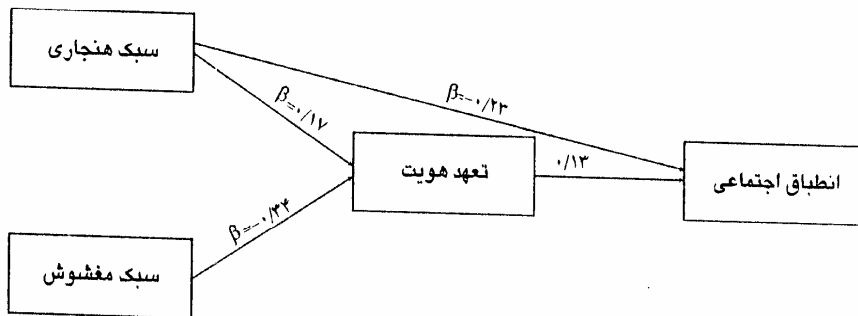 سبک هنجاری
β=-۰/۲۳
β=۰/۱۷
تعهد هویت
۰/۱۳
انطباق اجتماعی
β=-۰/۳۴
سبک مغشوش